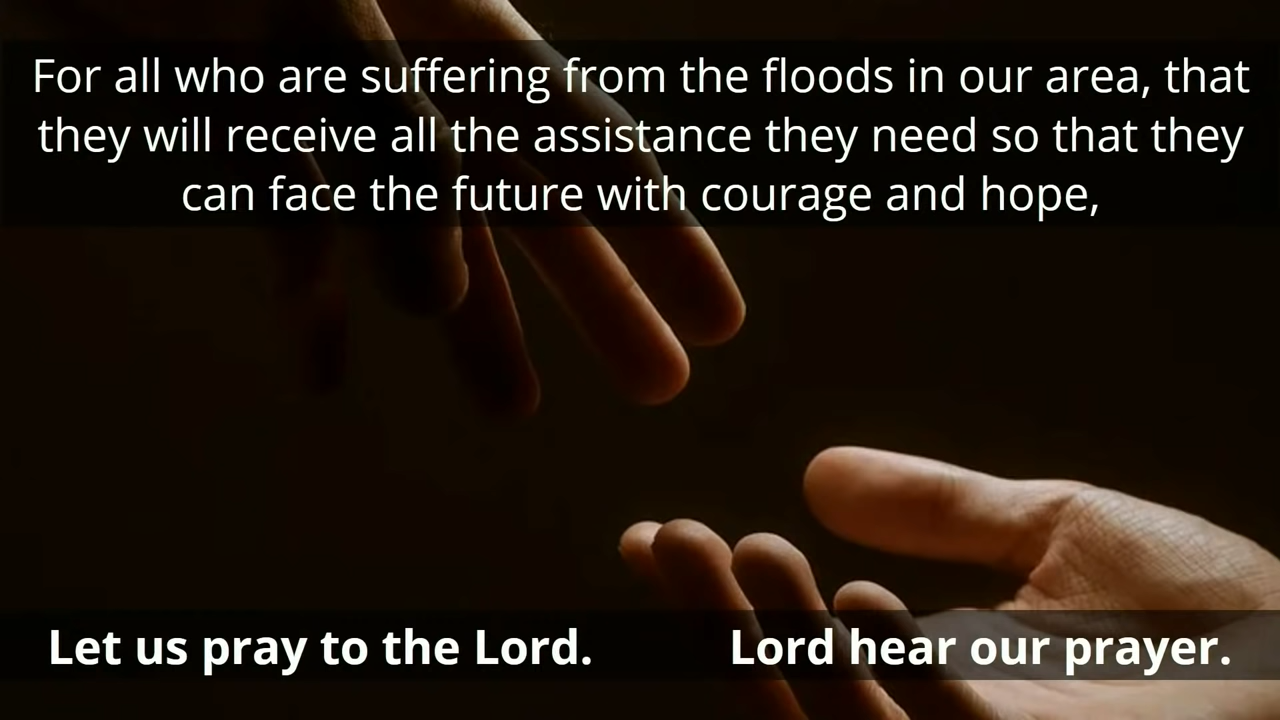 For all who are suffering from the floods in our area, that
they will receive all the assistance they need so that they
can face the future with courage and hope,
Let us pray to the Lord.
Lord hear our prayer.